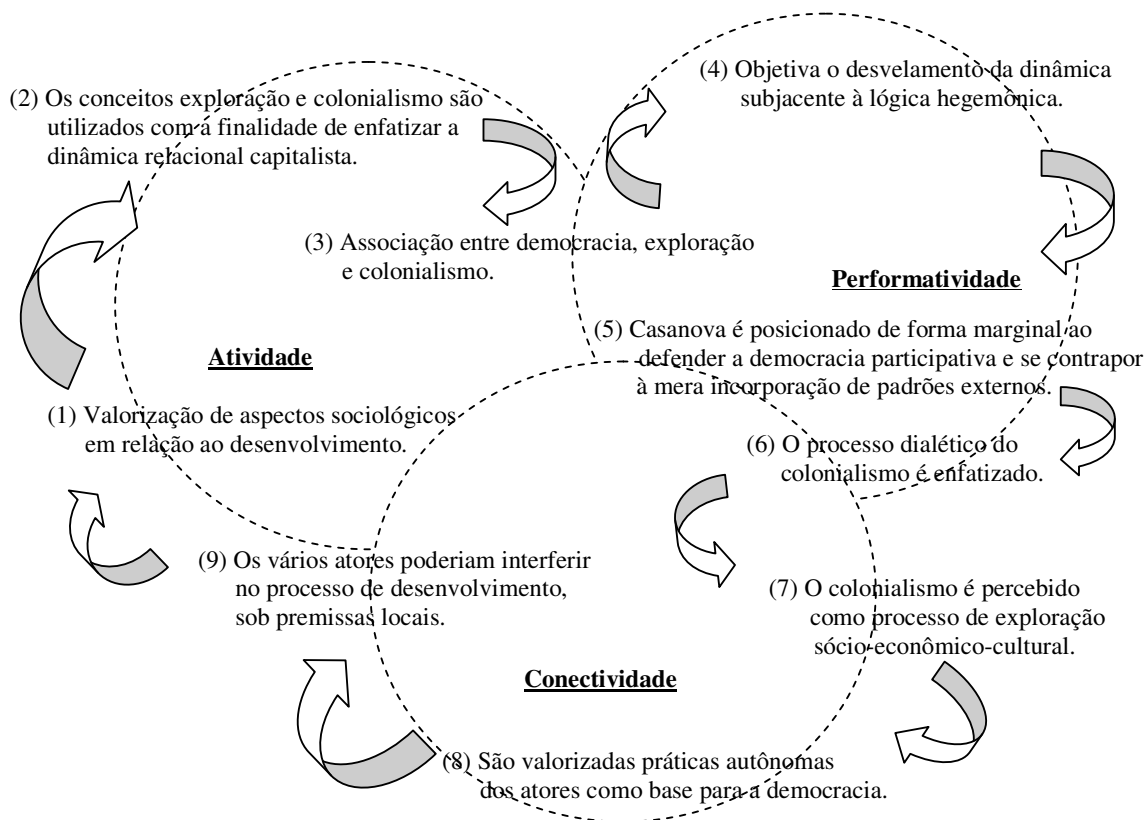 (4) Objetiva o desvelamento da dinâmica
subjacente à lógica hegemônica.
(2) Os conceitos exploração e colonialismo são
utilizados com a finalidade de enfatizar a
dinâmica relacional capitalista.
(3) Associação entre democracia, exploração
e colonialismo.
Performatividade
(5) Casanova é posicionado de forma marginal ao
defender a democracia participativa e se contrapor
à mera incorporação de padrões externos.
Atividade
(1) Valorização de aspectos sociológicos
em relação ao desenvolvimento.
(6) O processo dialético do
colonialismo é enfatizado.
(9) Os vários atores poderiam interferir
no processo de desenvolvimento,
sob premissas locais.
(7) O colonialismo é percebido
como processo de exploração
sócio-econômico-cultural.
Conectividade
(8) São valorizadas práticas autônomas
dos atores como base para a democracia.